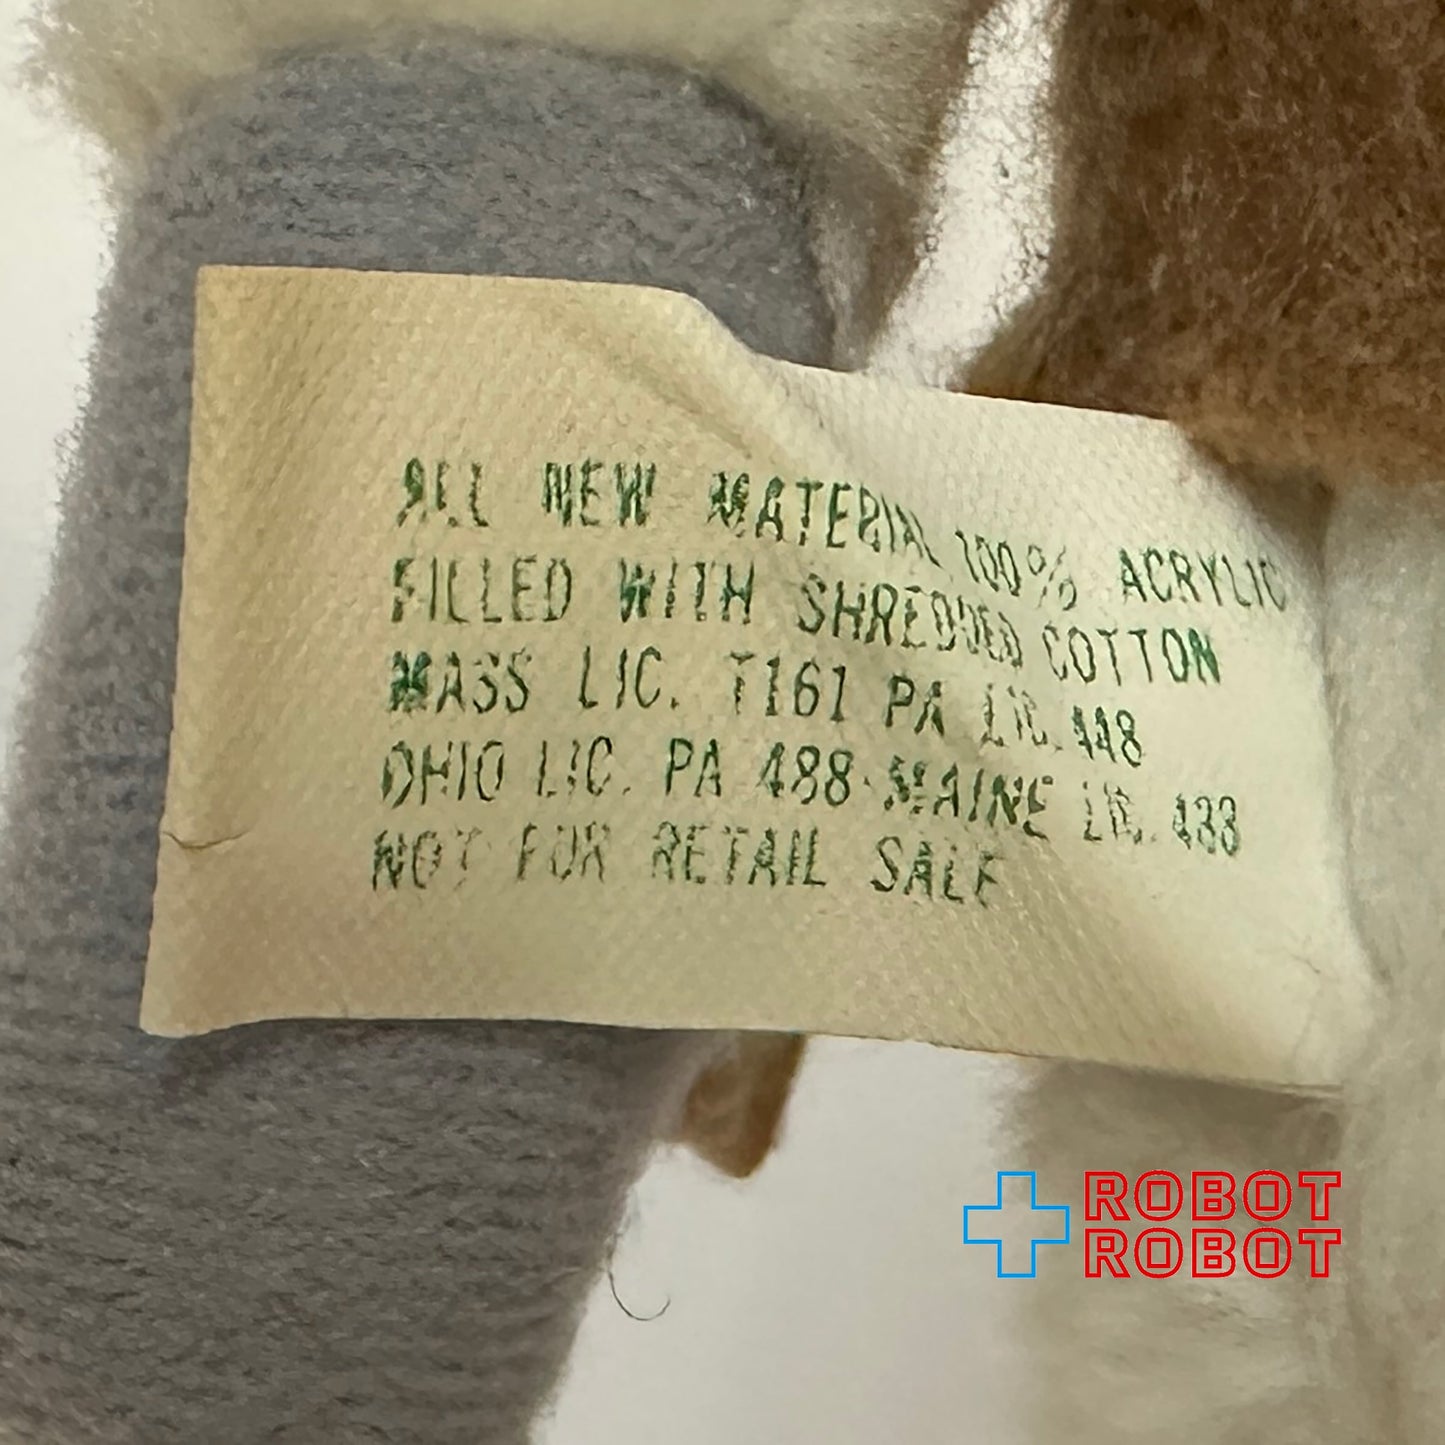 ALL NEW MATERIAL 100% ACRYLIC
FILLED WITH SHREDDED COTTON
MASS LIC. T161 PA LIC. 448
OHIO LIC. PA 488 MAINE LIC. 433
NOT FOR RETAIL SALE
ROBOT
ROBOT